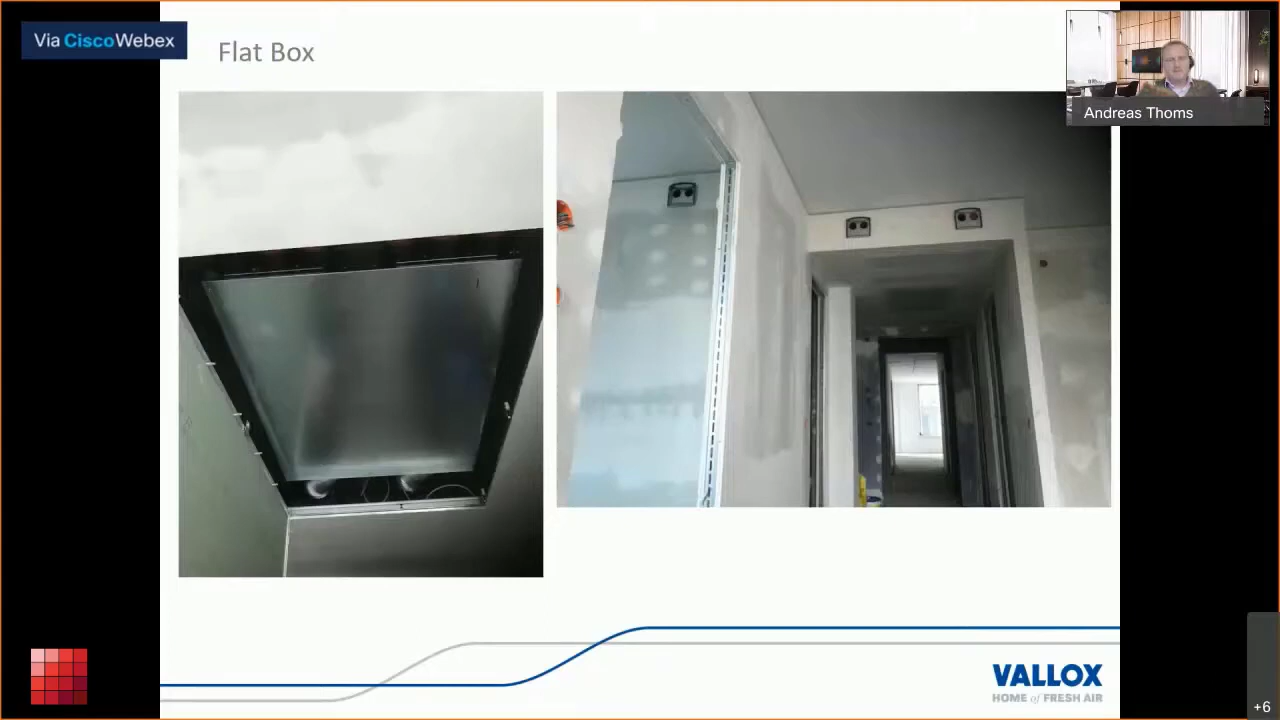 Via CiscoWebex
Flat Box
Andreas Thoms
VALLOX
HOME of FRESH AIR
+6